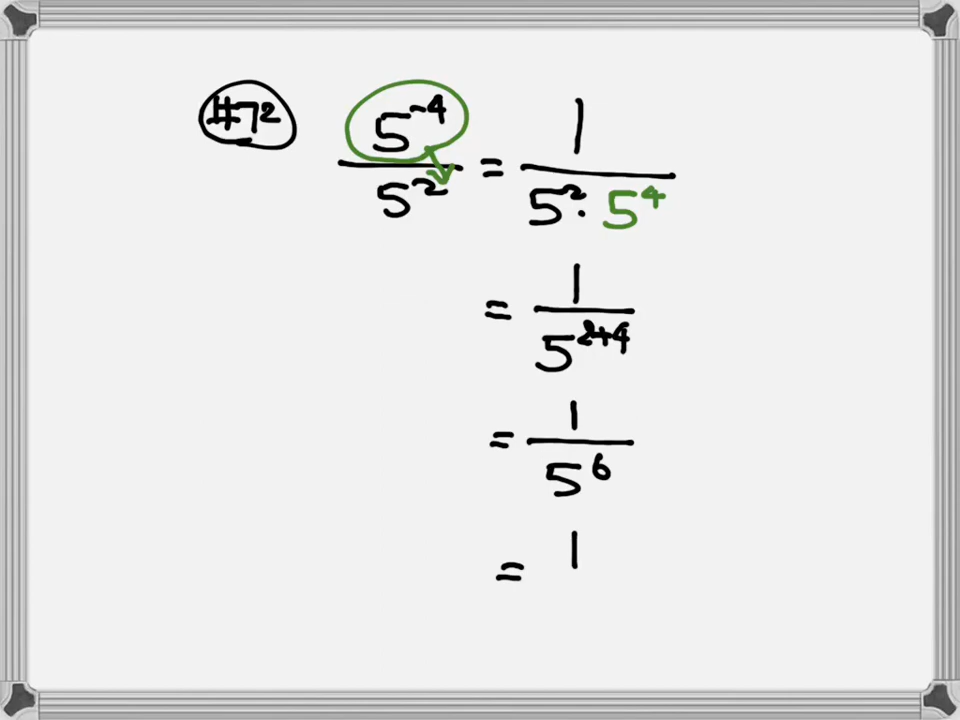 #72 5^-4 / 5^2 = 1 / 5^2 · 5^4
= 1 / 5^2+4
= 1 / 5^6
= 1